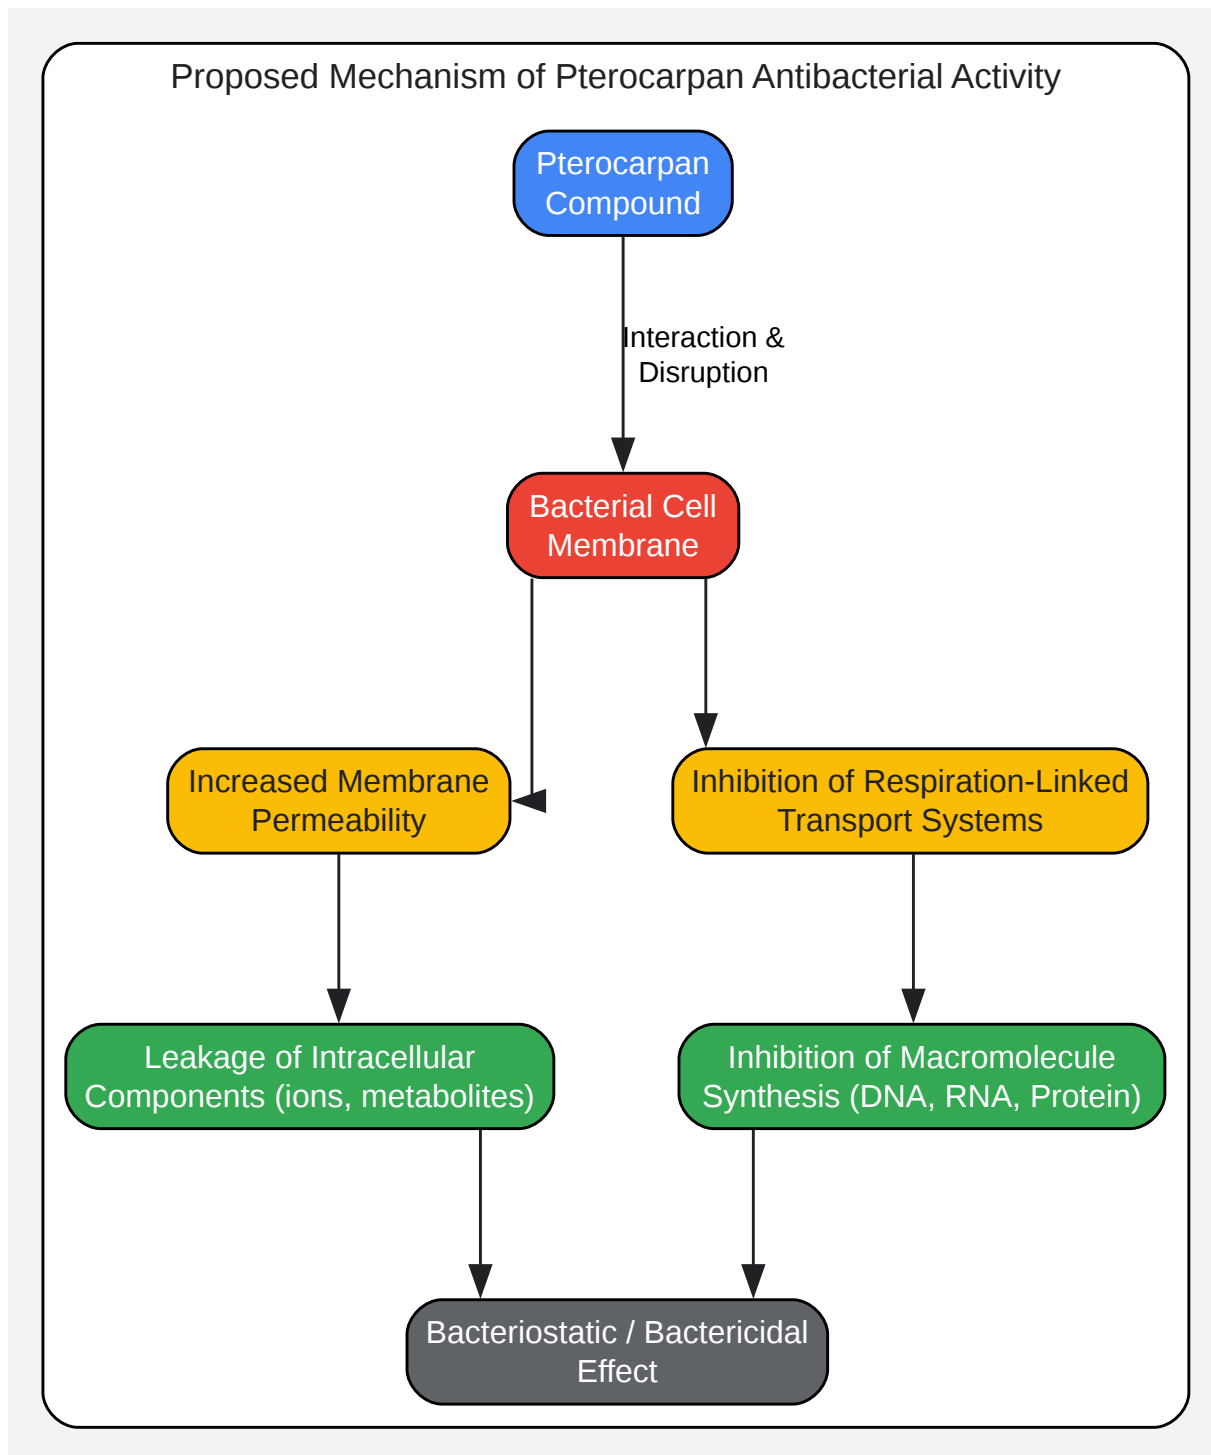 Proposed Mechanism of Pterocarpan Antibacterial Activity
Pterocarpan
Compound
Interaction &
Disruption
Bacterial Cell
Membrane
Increased Membrane
Permeability
Inhibition of Respiration-Linked
Transport Systems
Leakage of Intracellular
Components (ions, metabolites)
Inhibition of Macromolecule
Synthesis (DNA, RNA, Protein)
Bacteriostatic / Bactericidal
Effect